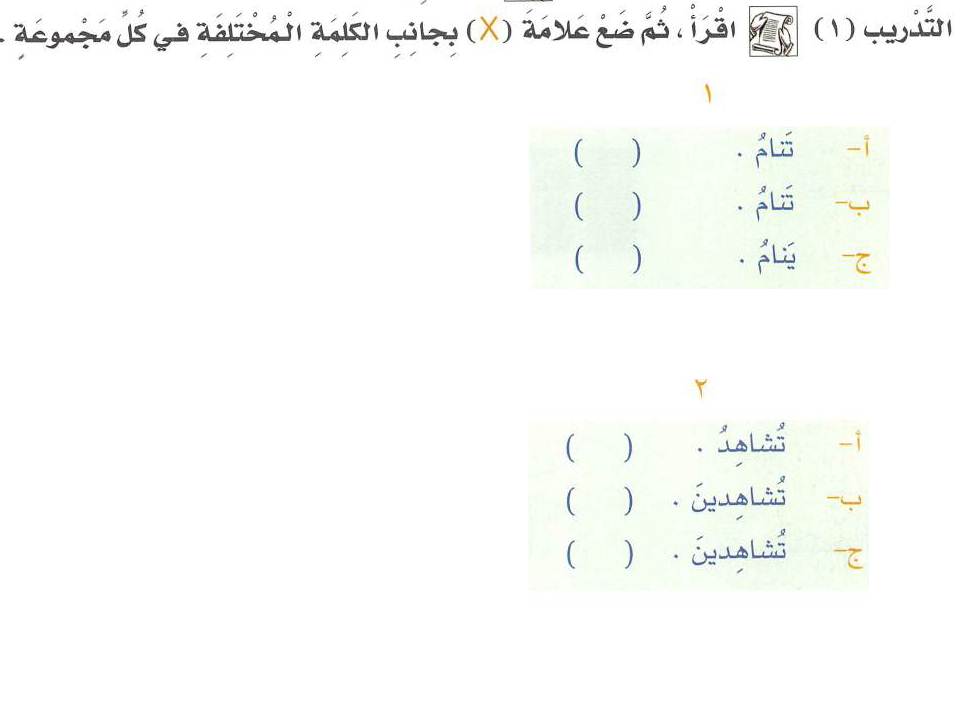 التَّدْريب (١) اقْرَأْ ، ثُمَّ ضَعْ عَلامَة (X) بِجانِبِ الكَلِمَةِ الْمُخْتَلِفَةِ في كُلِّ مَجْموعَةٍ .
١
أ- تَنامُ . ( )
ب- تَنامُ . ( )
ج- يَنامُ . ( )
٢
أ- تُشاهِدُ . ( )
ب- تُشاهِدينَ . ( )
ج- تُشاهِدينَ . ( )